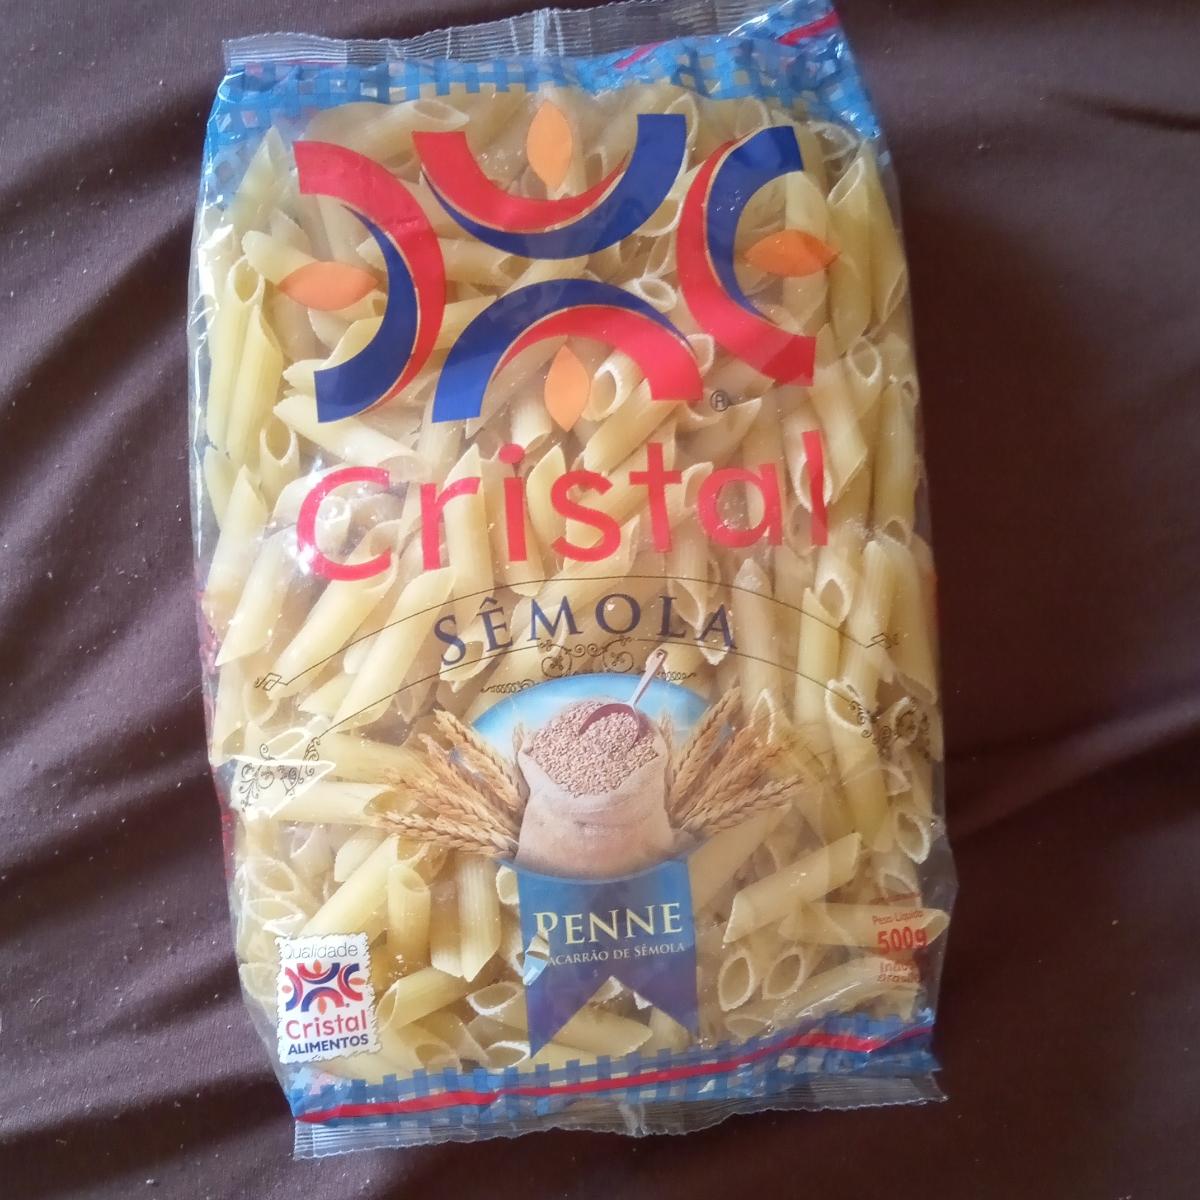 Cristal
SÊMOLA
PENNE
ACARRÃO DE SÊMOLA
Peso Líquido
500g
Qualidade
Cristal
ALIMENTOS